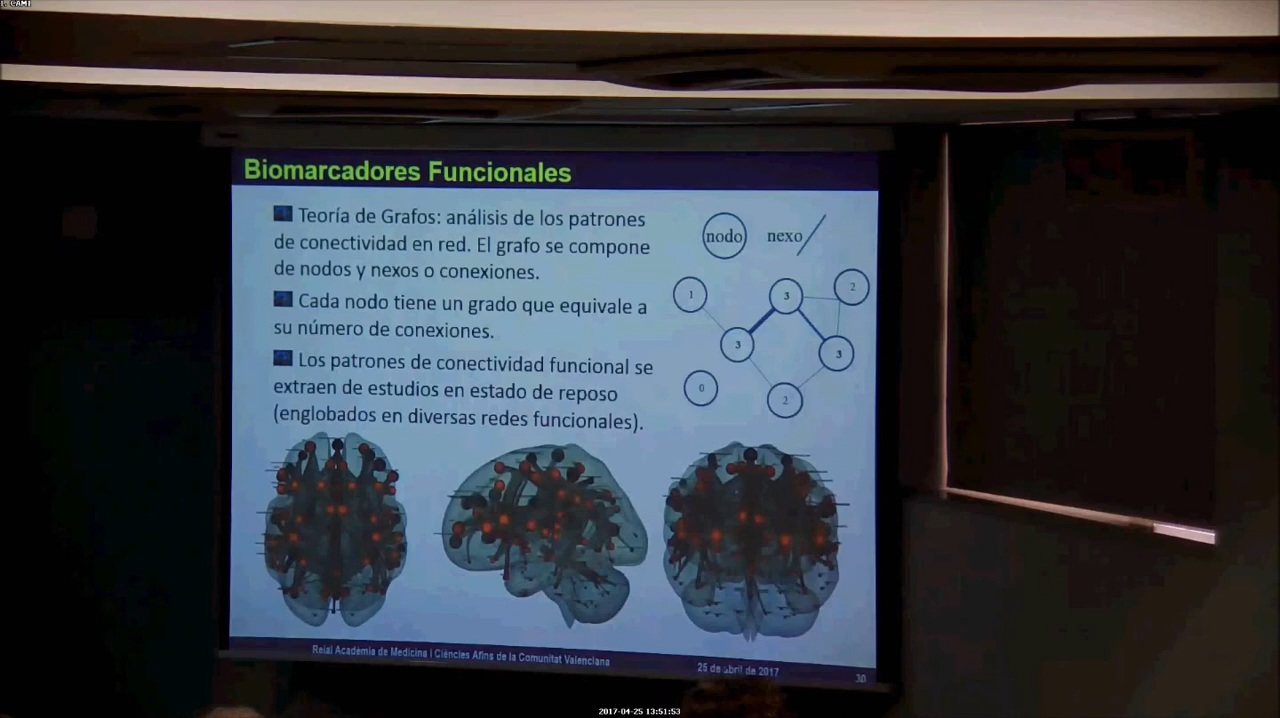 1: CAM1
Biomarcadores Funcionales
Teoría de Grafos: análisis de los patrones
de conectividad en red. El grafo se compone
de nodos y nexos o conexiones.
Cada nodo tiene un grado que equivale a
su número de conexiones.
Los patrones de conectividad funcional se
extraen de estudios en estado de reposo
(englobados en diversas redes funcionales).
nodo
nexo
1
3
2
3
3
0
2
Reial Acadèmia de Medicina i Ciències Afins de la Comunitat Valenciana
25 de abril de 2017
30
2017-04-25 13:51:53